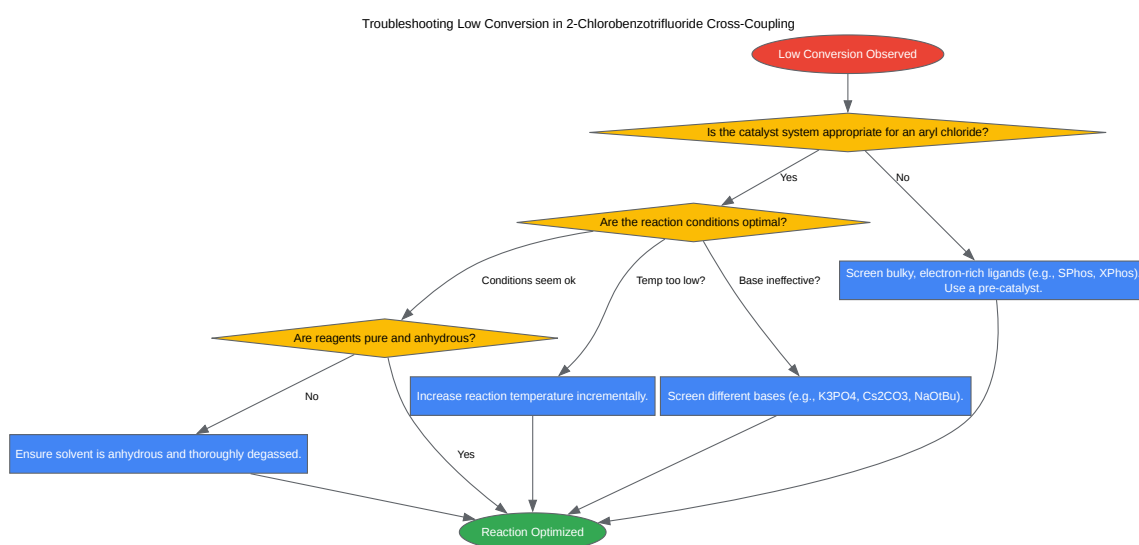 Troubleshooting Low Conversion in 2-Chlorobenzotrifluoride Cross-Coupling
Low Conversion Observed
Is the catalyst system appropriate for an aryl chloride?
Yes
No
Are the reaction conditions optimal?
Screen bulky, electron-rich ligands (e.g., SPhos, XPhos).
Use a pre-catalyst.
Conditions seem ok
Temp too low?
Base ineffective?
Are reagents pure and anhydrous?
No
Increase reaction temperature incrementally.
Screen different bases (e.g., K3PO4, Cs2CO3, NaOtBu).
Ensure solvent is anhydrous and thoroughly degassed.
Yes
Reaction Optimized